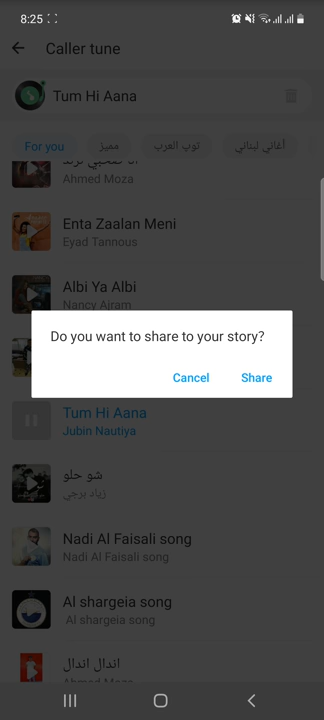 8:25
Caller tune
Tum Hi Aana
For you
مميز
توب العرب
أغاني لبناني
Ahmed Moza
Enta Zaalan Meni
Eyad Tannous
Albi Ya Albi
Nancy Ajram
Do you want to share to your story?
Cancel Share
Tum Hi Aana
Jubin Nautiya
شو حلو
زياد برجي
Nadi Al Faisali song
Nadi Al Faisali song
Al shargeia song
Al shargeia song
اندال اندال